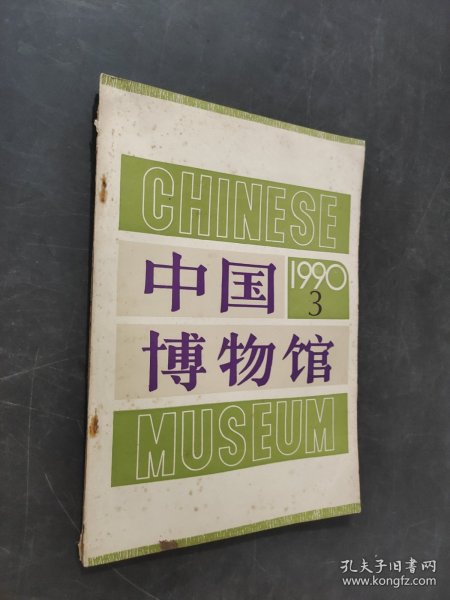 CHINESE
中国
1990
3
博物馆
MUSEUM
孔夫子旧书网
www.kongfz.com